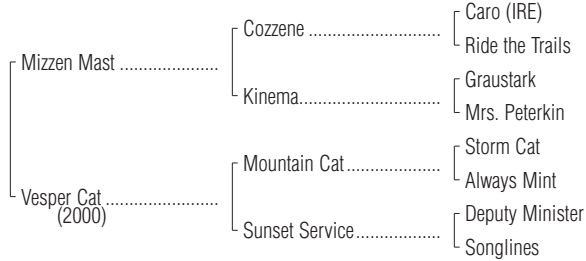 Caro (IRE)
Cozzene
Ride the Trails
Mizzen Mast
Graustark
Kinema
Mrs. Peterkin
Storm Cat
Mountain Cat
Always Mint
Vesper Cat
(2000)
Deputy Minister
Sunset Service
Songlines